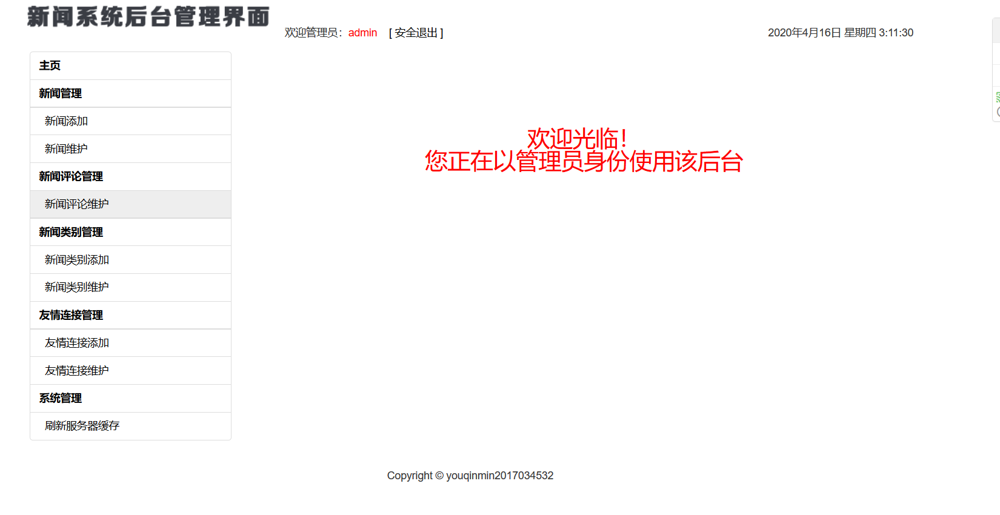 新闻系统后台管理界面
欢迎管理员：admin [ 安全退出 ]
2020年4月16日 星期四 3:11:30
主页
新闻管理
新闻添加
新闻维护
新闻评论管理
新闻评论维护
新闻类别管理
新闻类别添加
新闻类别维护
友情连接管理
友情连接添加
友情连接维护
系统管理
刷新服务器缓存
欢迎光临！
您正在以管理员身份使用该后台
Copyright © youqinmin2017034532